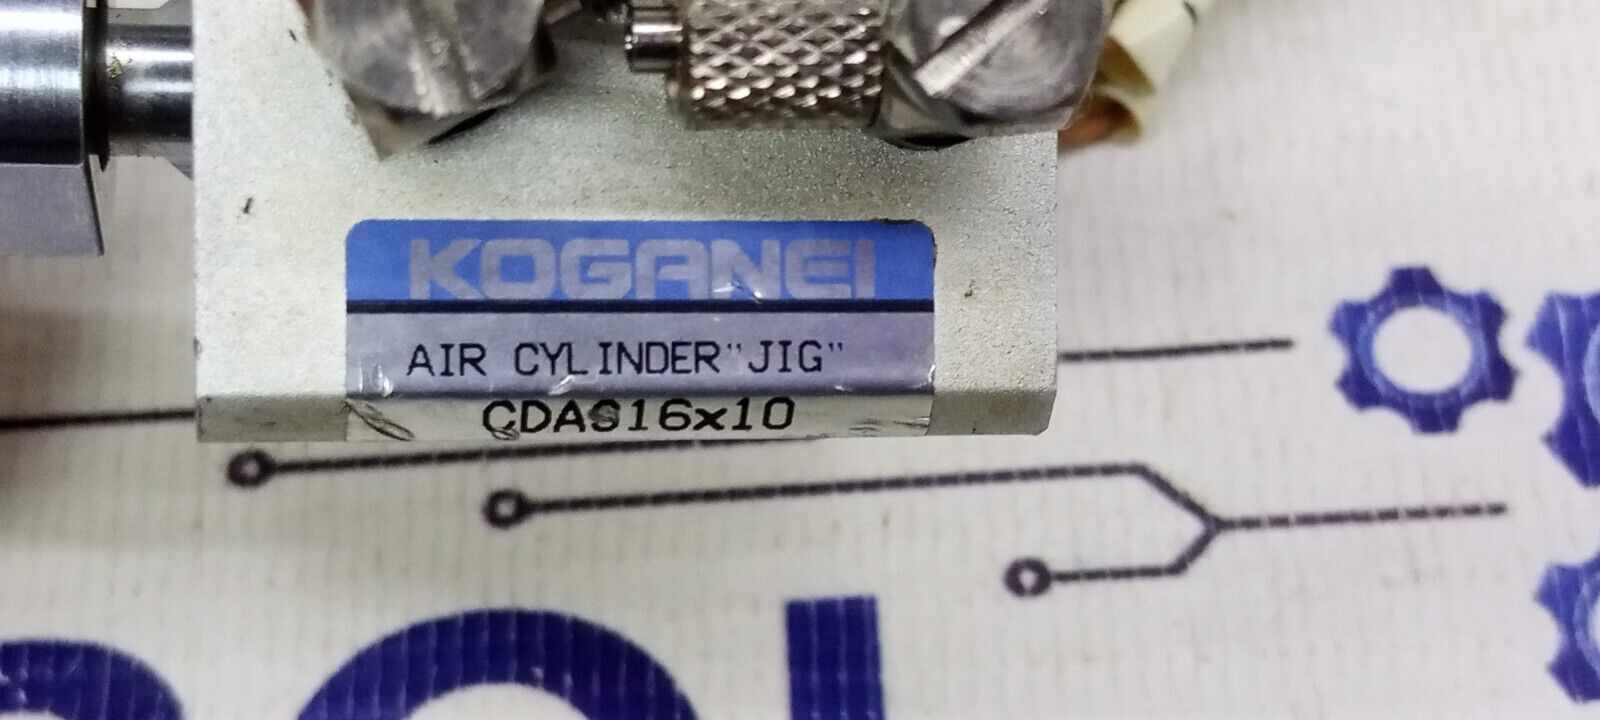 KOGANEI
AIR CYLINDER"JIG"
CDAS16x10